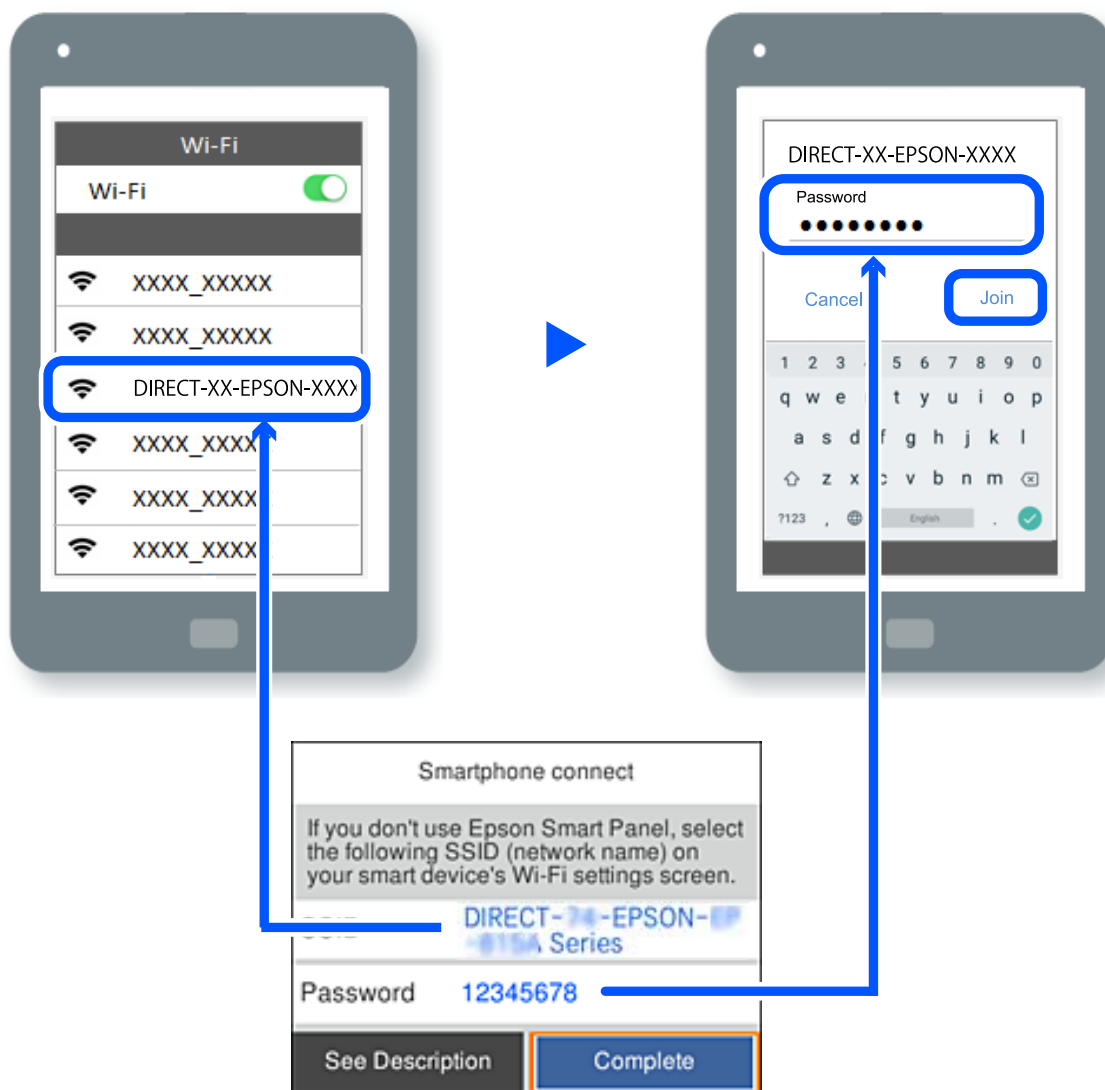 Wi-Fi
Wi-Fi
XXXX_XXXXX
XXXX_XXXXX
DIRECT-XX-EPSON-XXXX
XXXX_XXXX
XXXX_XXXX
XXXX_XXXX
DIRECT-XX-EPSON-XXXX
Password
••••••••
Cancel
Join
1 2 3 5 6 7 8 9 0
q w e t y u i o p
a s d f g h j k l
z x c v b n m
?123 , English .
Smartphone connect
If you don't use Epson Smart Panel, select
the following SSID (network name) on
your smart device's Wi-Fi settings screen.
DIRECT- -EPSON-
Series
Password 12345678
See Description
Complete